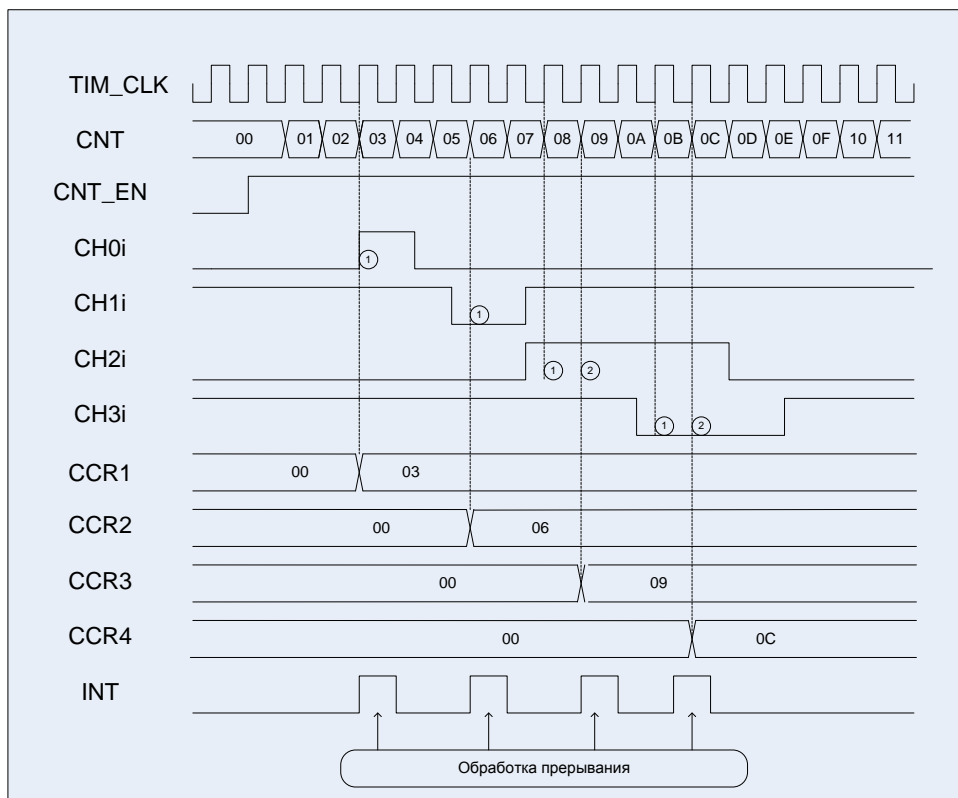 TIM_CLK
CNT 00 01 02 03 04 05 06 07 08 09 0A 0B 0C 0D 0E 0F 10 11
CNT_EN
CH0i 1
CH1i 1
CH2i 1 2
CH3i 1 2
CCR1 00 03
CCR2 00 06
CCR3 00 09
CCR4 00 0C
INT
Обработка прерывания